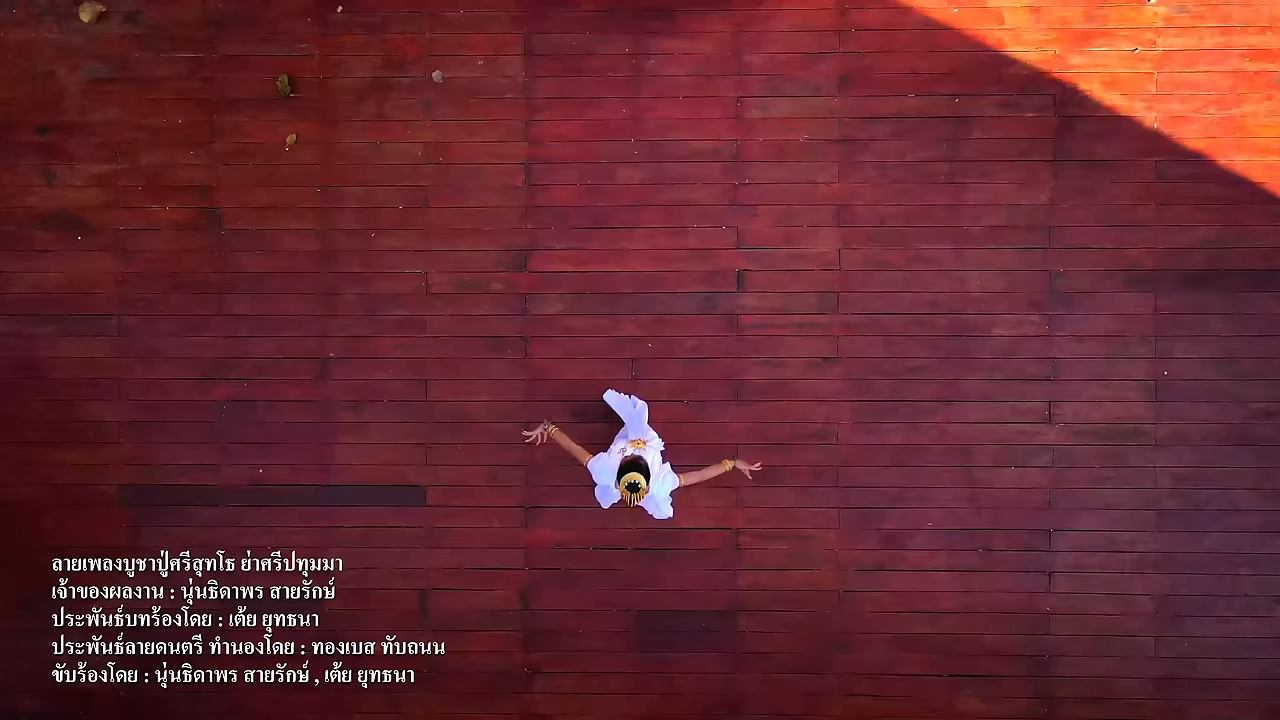 ลายเพลงบูชาปู่ศรีสุทโธ ย่าศรีปทุมมา
เจ้าของผลงาน : นุ่นธิดาพร สายรักษ์
ประพันธ์บทร้องโดย : เต้ย ยุทธนา
ประพันธ์ลายดนตรี ทำนองโดย : ทองเบส ทับถนน
ขับร้องโดย : นุ่นธิดาพร สายรักษ์ , เต้ย ยุทธนา